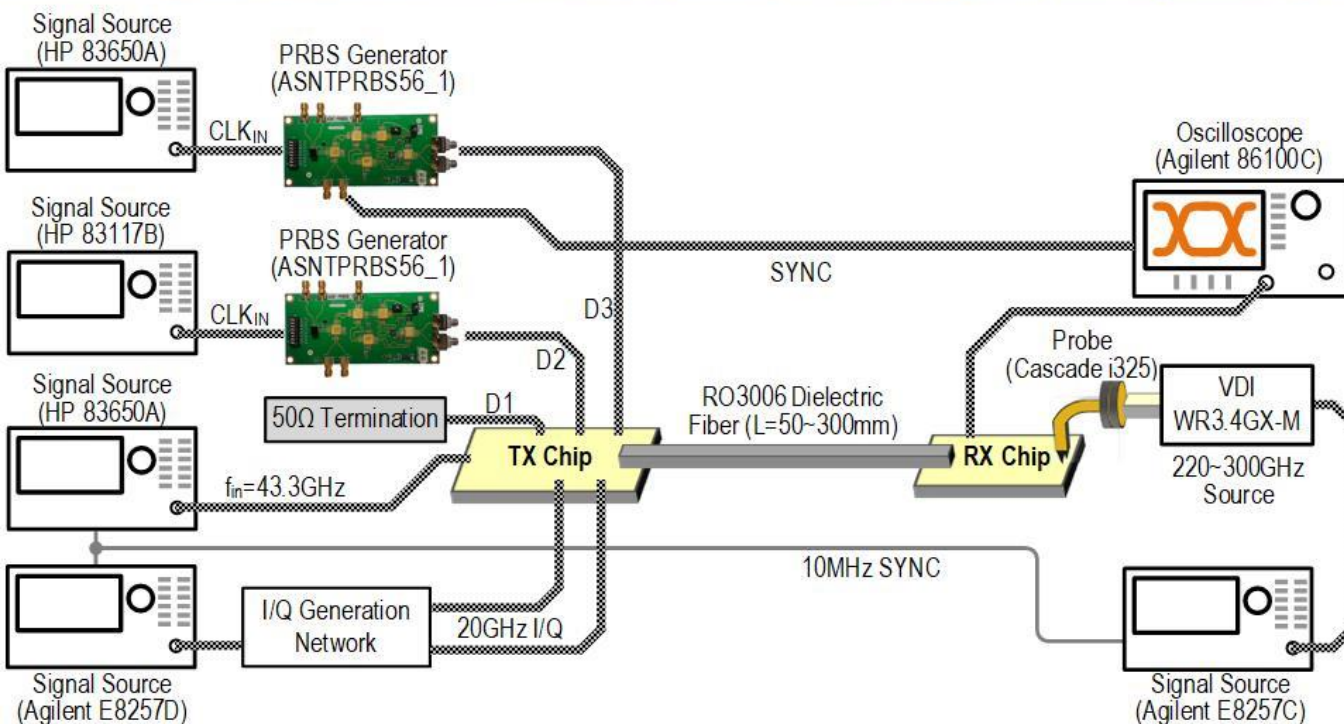 Signal Source
(HP 83650A)
PRBS Generator
(ASNTPRBS56_1)
CLKIN
Oscilloscope
(Agilent 86100C)
Signal Source
(HP 83117B)
PRBS Generator
(ASNTPRBS56_1)
SYNC
CLKIN
D3
D2
Probe
(Cascade i325)
Signal Source
(HP 83650A)
RO3006 Dielectric
Fiber (L=50~300mm)
VDI
WR3.4GX-M
50Ω Termination
D1
TX Chip
RX Chip
220~300GHz
Source
fin=43.3GHz
10MHz SYNC
I/Q Generation
Network
20GHz I/Q
Signal Source
(Agilent E8257D)
Signal Source
(Agilent E8257C)